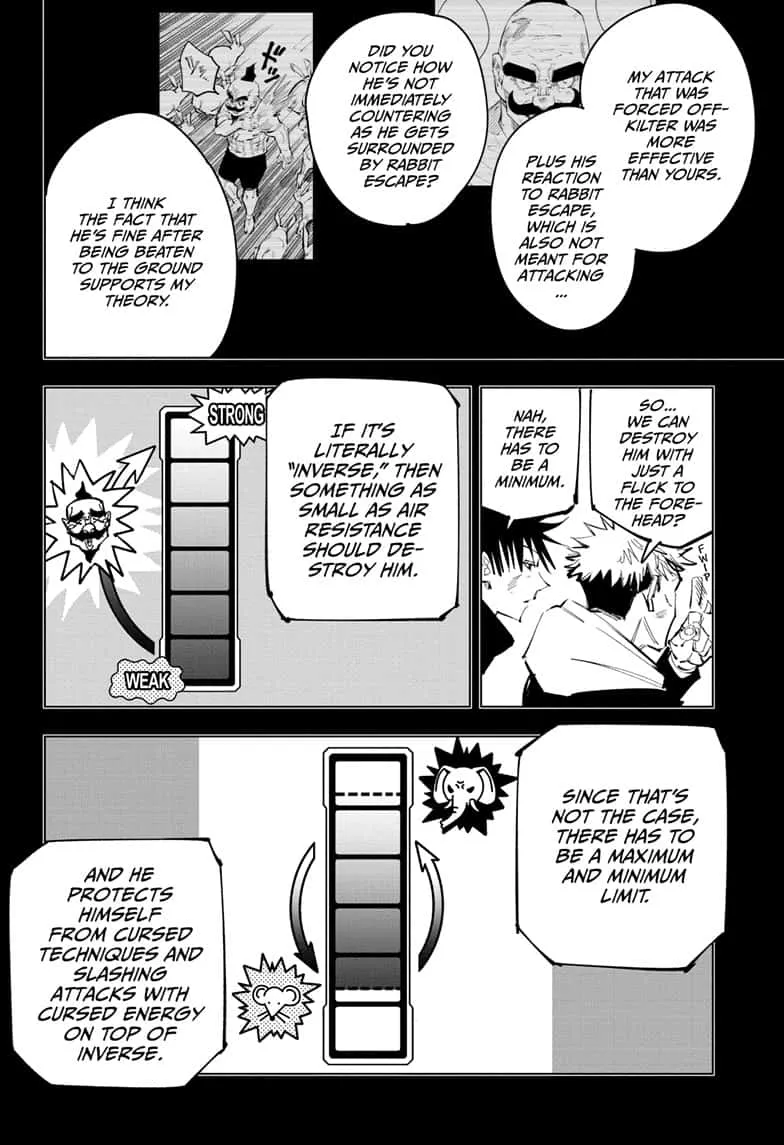 MY ATTACK
THAT WAS
FORCED OFF-
KILTER WAS
MORE
EFFECTIVE
THAN YOURS.
PLUS HIS
REACTION
TO RABBIT
ESCAPE,
WHICH IS
ALSO NOT
MEANT FOR
ATTACKING
...
DID YOU
NOTICE HOW
HE'S NOT
IMMEDIATELY
COUNTERING
AS HE GETS
SURROUNDED
BY RABBIT
ESCAPE?
I THINK
THE FACT THAT
HE'S FINE AFTER
BEING BEATEN
TO THE GROUND
SUPPORTS MY
THEORY.
SO...
WE CAN
DESTROY
HIM WITH
JUST A
FLICK TO
THE FORE-
HEAD?
FWIP
NAH,
THERE
HAS TO
BE A
MINIMUM.
IF IT'S
LITERALLY
"INVERSE," THEN
SOMETHING AS
SMALL AS AIR
RESISTANCE
SHOULD DE-
STROY HIM.
STRONG
WEAK
SINCE THAT'S
NOT THE CASE,
THERE HAS TO
BE A MAXIMUM
AND MINIMUM
LIMIT.
AND HE
PROTECTS
HIMSELF
FROM CURSED
TECHNIQUES AND
SLASHING
ATTACKS WITH
CURSED ENERGY
ON TOP OF
INVERSE.